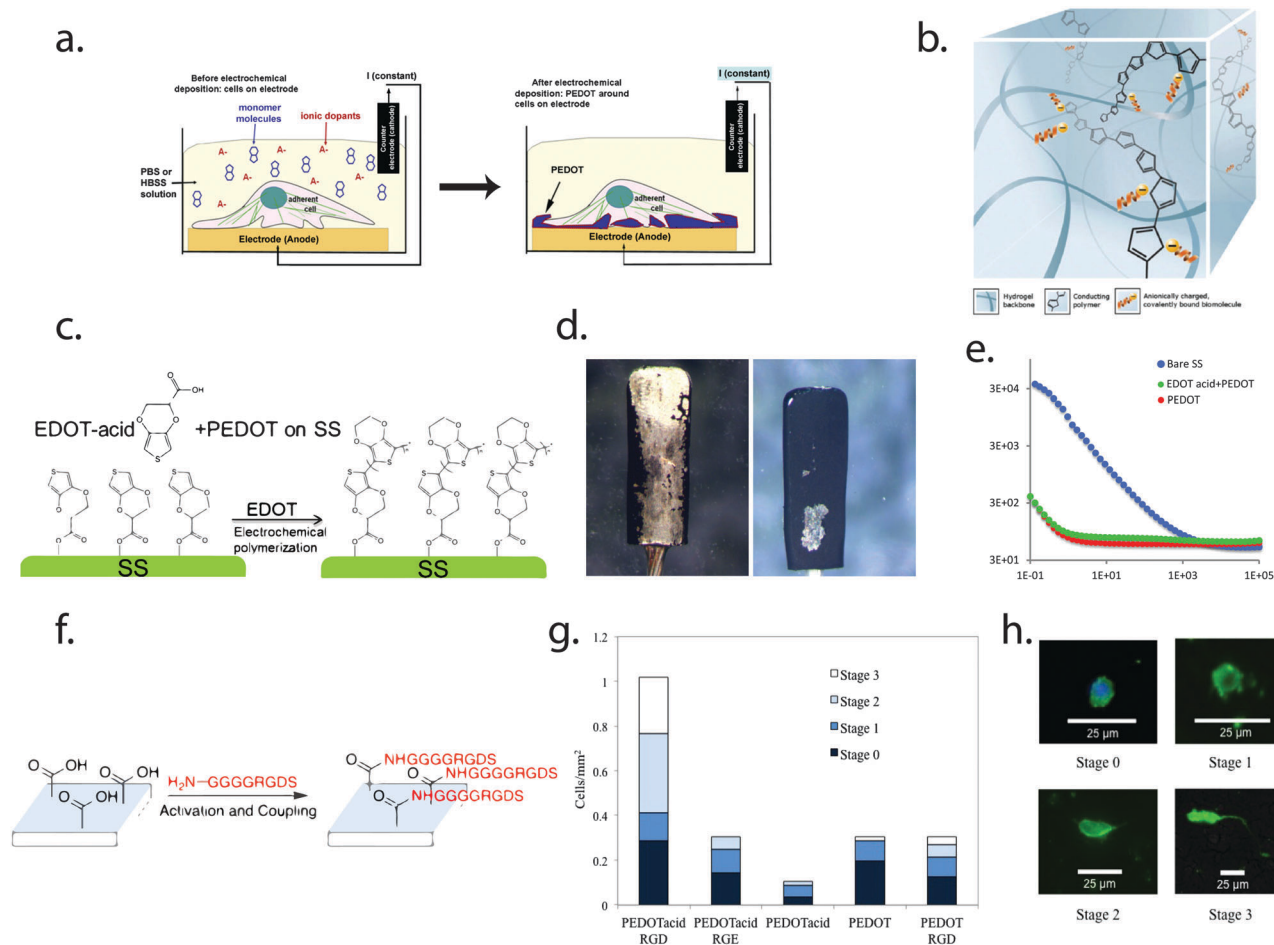 a.
Before electrochemical
deposition: cells on electrode
monomer
molecules
ionic dopants
I (constant)
Counter
electrode (cathode)
A-
A-
A-
A-
A-
A-
PBS or
HBSS
solution
adherent
cell
Electrode (Anode)
After electrochemical
deposition: PEDOT around
cells on electrode
I (constant)
Counter
electrode (cathode)
PEDOT
adherent
cell
Electrode (Anode)
b.
Hydrogel
backbone
Conducting
polymer
Anionically charged,
covalently bound biomolecule
c.
EDOT-acid
+PEDOT on SS
EDOT
Electrochemical
polymerization
SS
SS
d.
e.
Bare SS
EDOT acid+PEDOT
PEDOT
3E+04
3E+03
3E+02
3E+01
1E-01
1E+01
1E+03
1E+05
f.
H₂N—GGGGRGDS
Activation and Coupling
NHGGGGRGDS
NHGGGGRGDS
NHGGGGRGDS
g.
Cells/mm²
1.2
1
0.8
0.6
0.4
0.2
0
Stage 3
Stage 2
Stage 1
Stage 0
PEDOTacid
RGD
PEDOTacid
RGE
PEDOTacid
PEDOT
PEDOT
RGD
h.
25 µm
Stage 0
25 µm
Stage 1
25 µm
Stage 2
25 µm
Stage 3